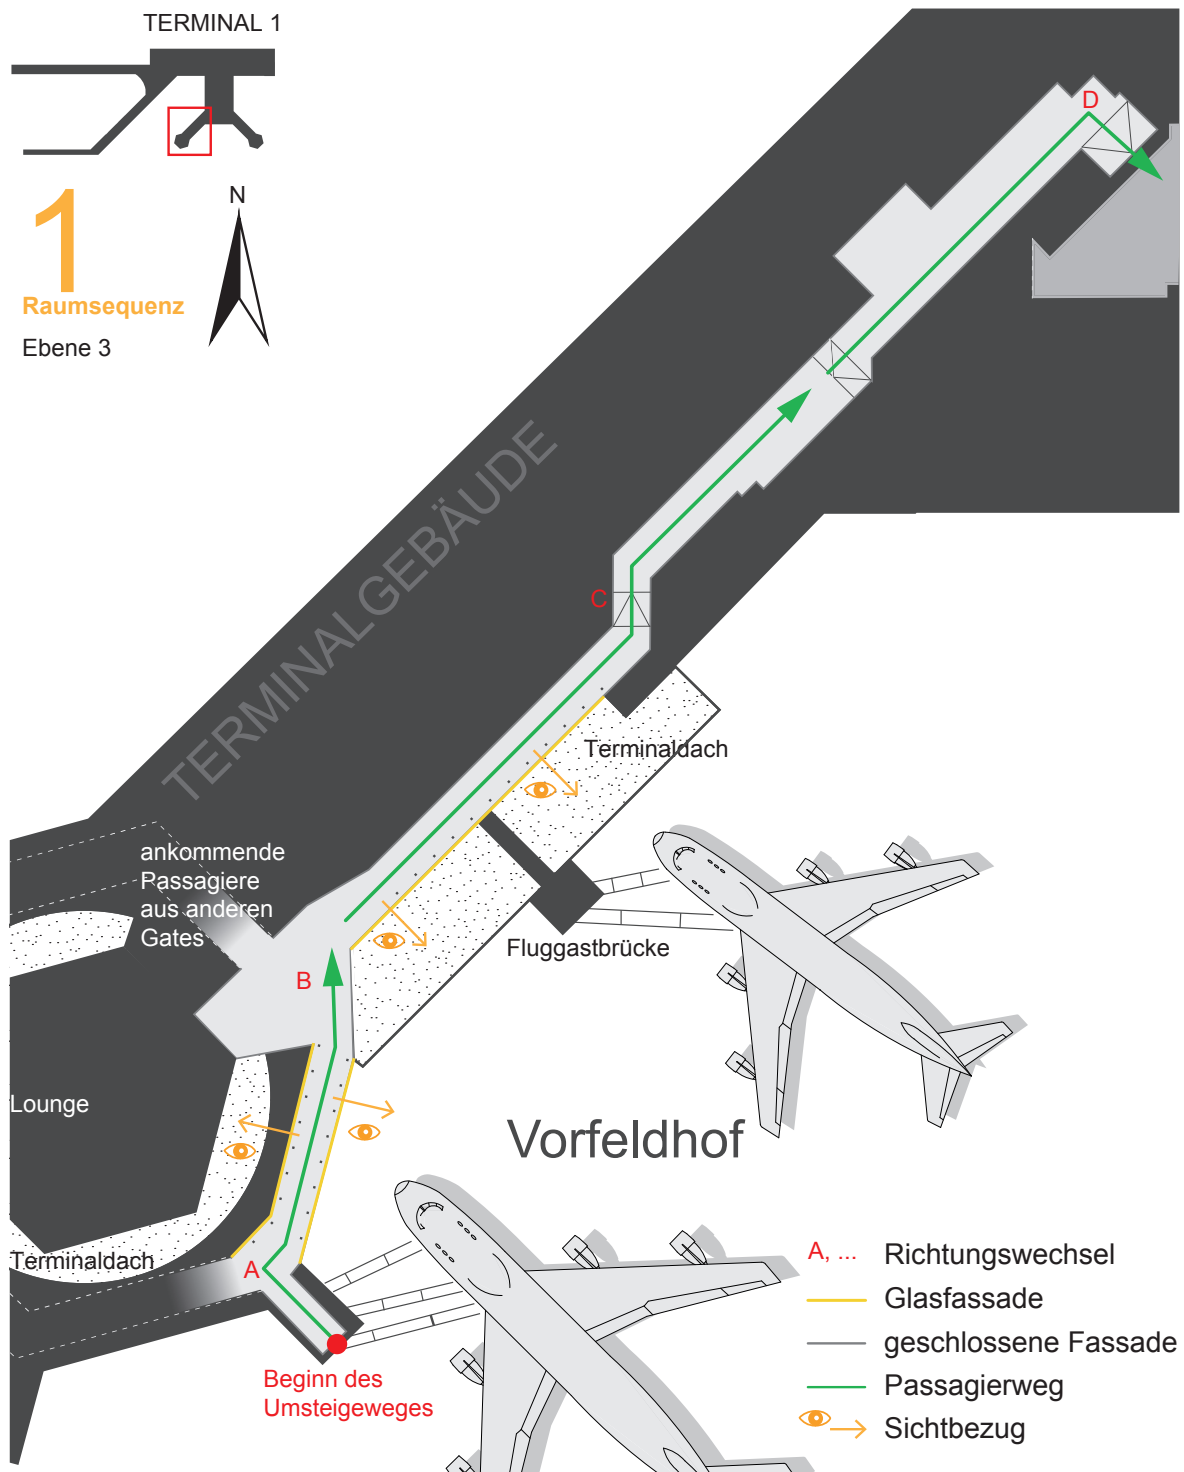 TERMINAL 1
N
1
Raumsequenz
Ebene 3
D
TERMINALGEBÄUDE
C
Terminaldach
ankommende
Passagiere
aus anderen
Gates
Fluggastbrücke
B
Lounge
Vorfeldhof
Terminaldach
A
Beginn des
Umsteigeweges
A, ... Richtungswechsel
Glasfassade
geschlossene Fassade
Passagierweg
Sichtbezug